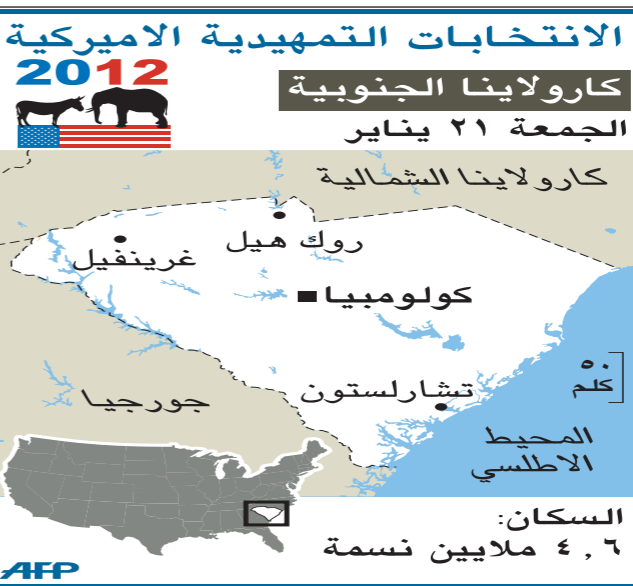 الانتخابات التمهيدية الاميركية
2012
كارولاينا الجنوبية
الجمعة ٢١ يناير
كارولاينا الشمالية
روك هيل
غرينفيل
كولومبيا
٥٠
كلم
تشارلستون
جورجيا
المحيط
الاطلسي
السكان:
٤,٦ ملايين نسمة
AFP